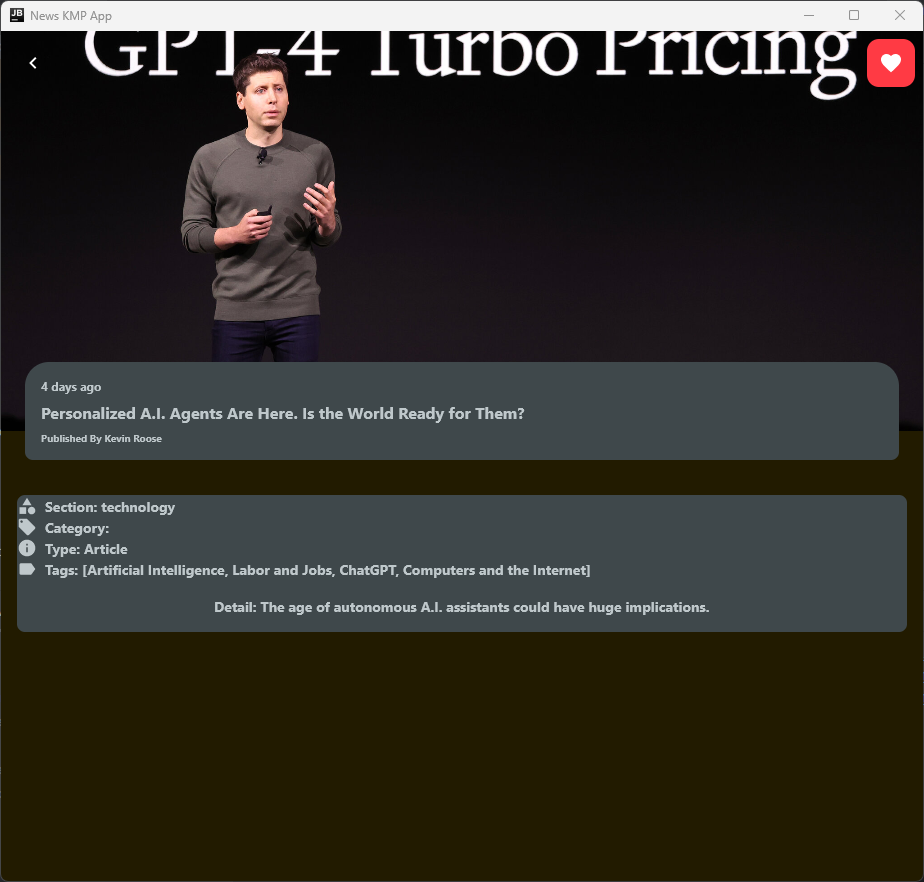 JB News KMP App
GPT-4 Turbo Pricing
4 days ago
Personalized A.I. Agents Are Here. Is the World Ready for Them?
Published By Kevin Roose
Section: technology
Category:
Type: Article
Tags: [Artificial Intelligence, Labor and Jobs, ChatGPT, Computers and the Internet]
Detail: The age of autonomous A.I. assistants could have huge implications.